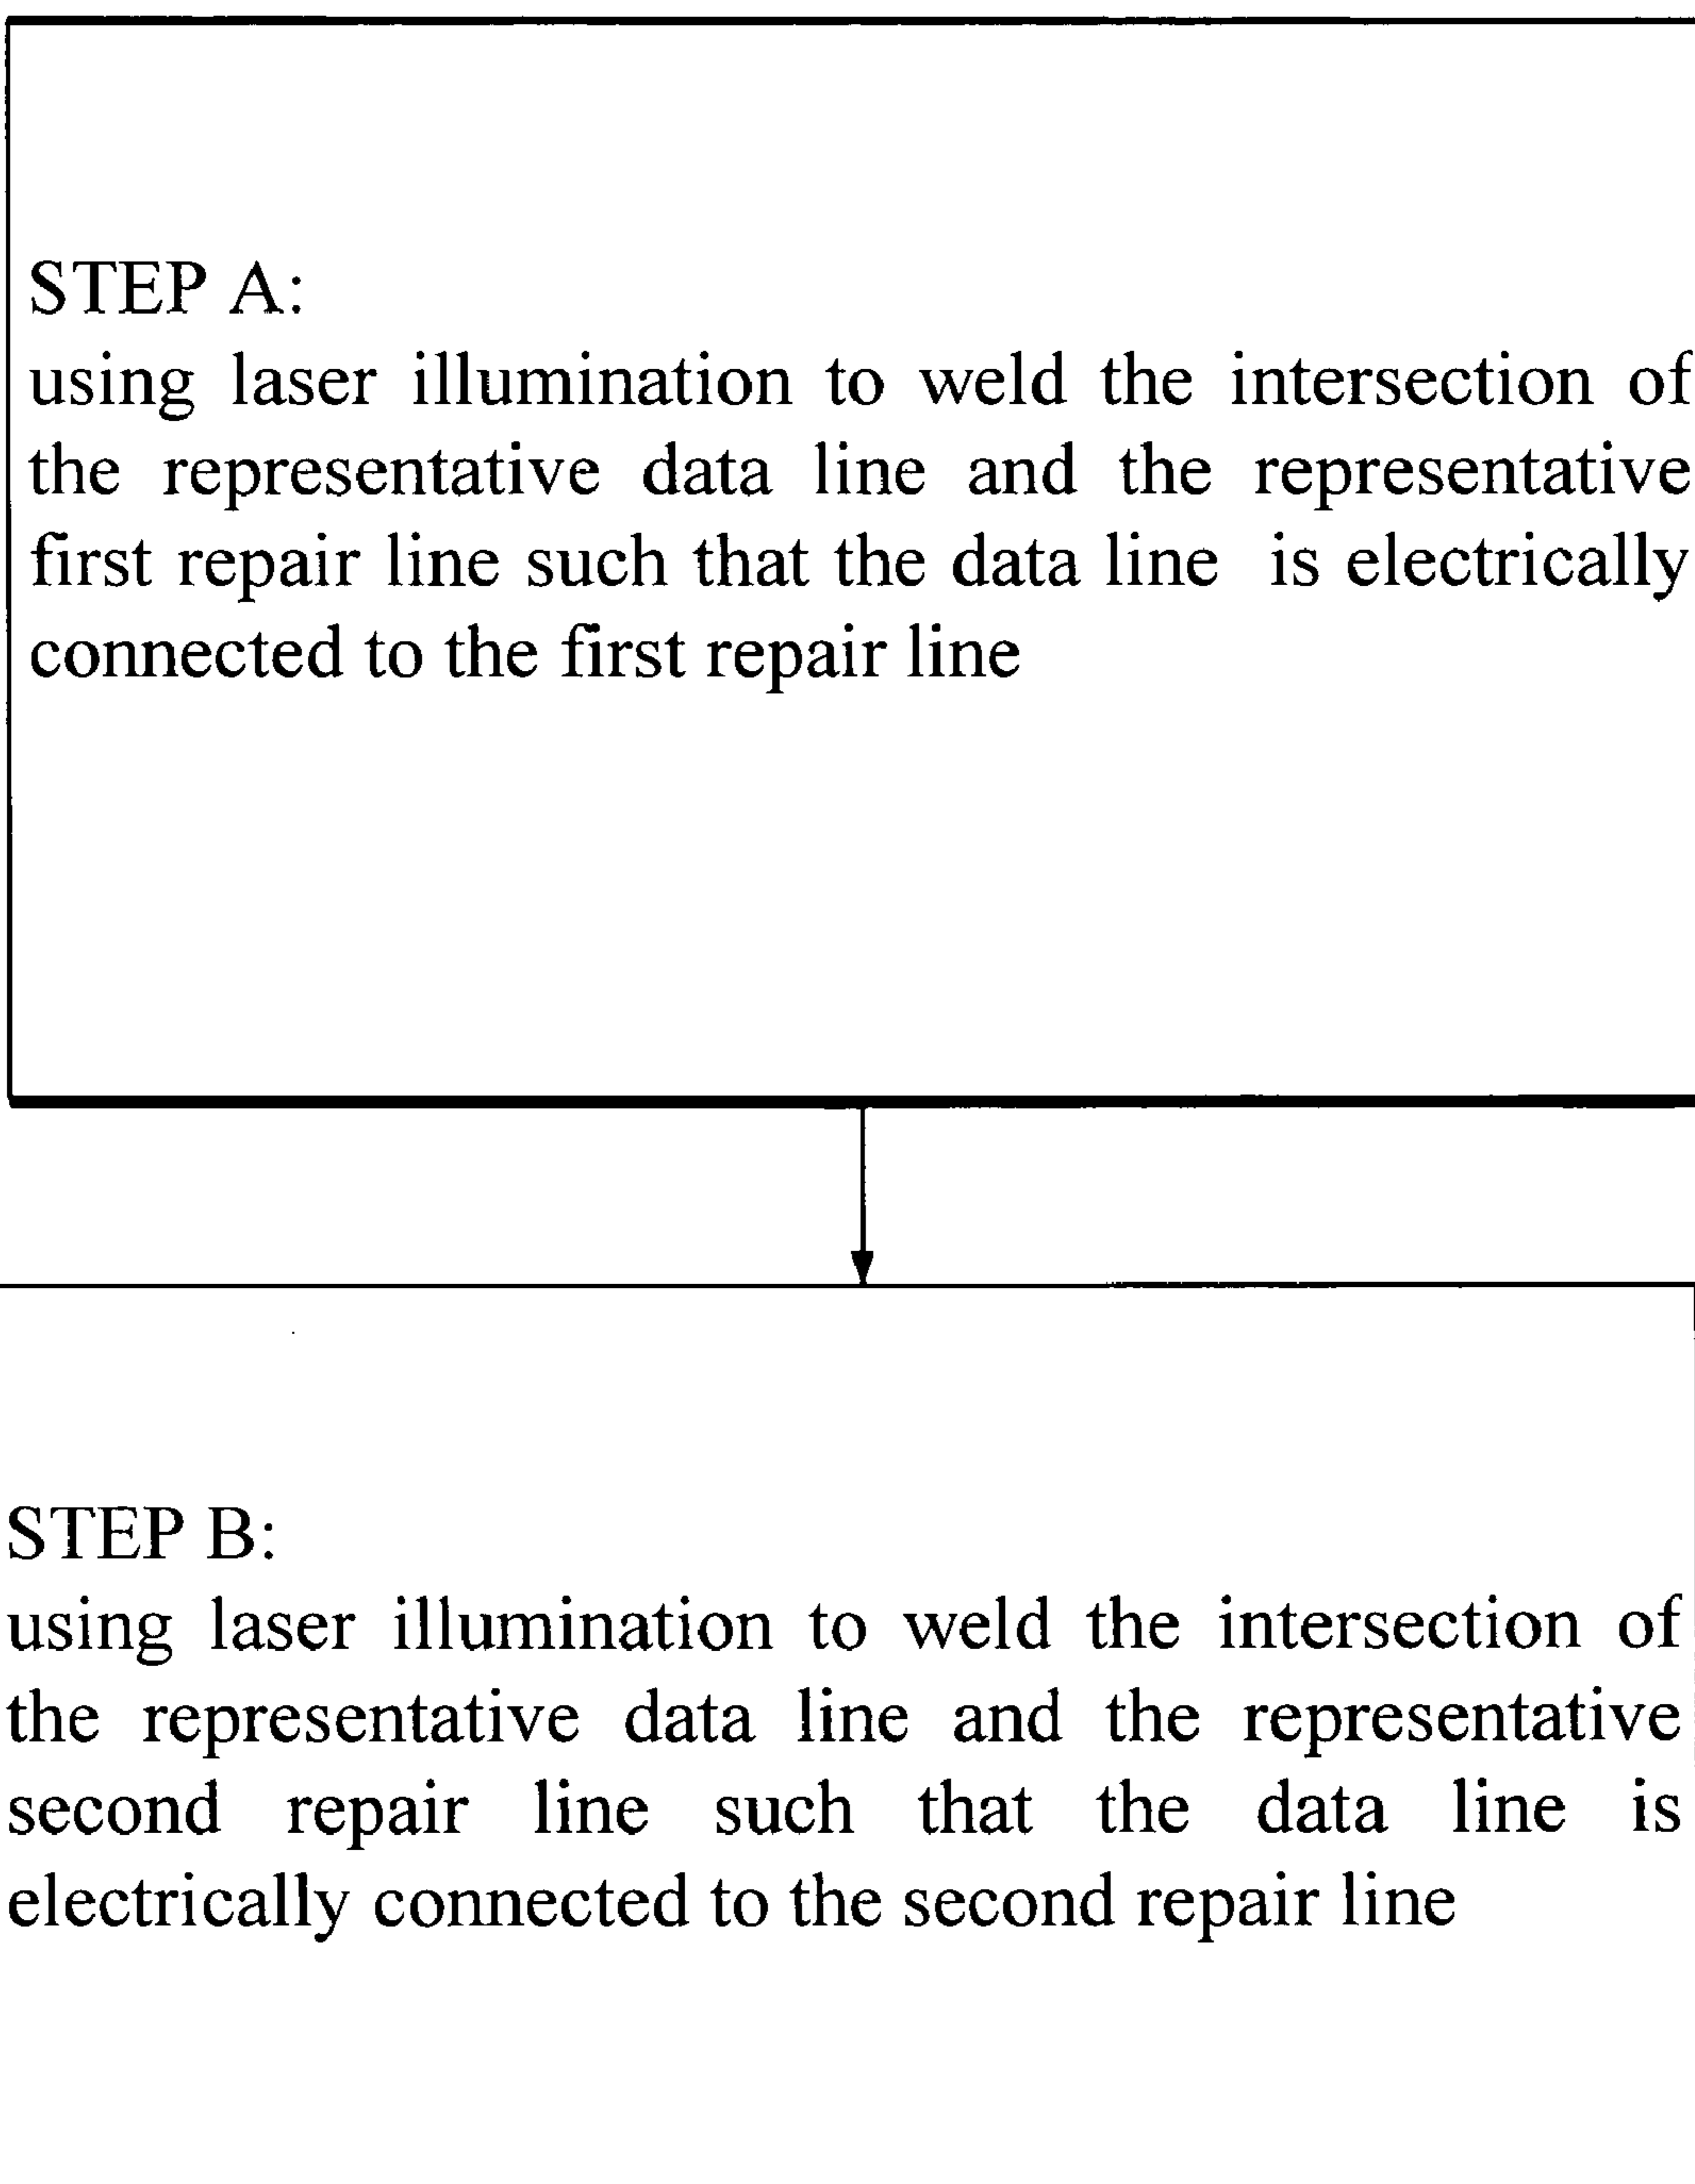 STEP A:
using laser illumination to weld the intersection of
the representative data line and the representative
first repair line such that the data line is electrically
connected to the first repair line
STEP B:
using laser illumination to weld the intersection of
the representative data line and the representative
second repair line such that the data line is
electrically connected to the second repair line